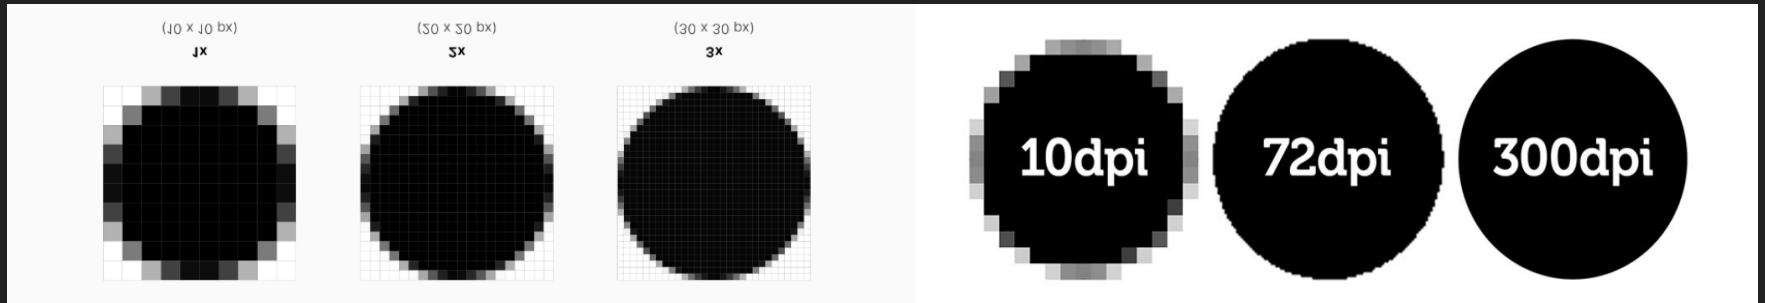 (10 x 10 px)
1x
(20 x 20 px)
2x
(30 x 30 px)
3x
10dpi
72dpi
300dpi